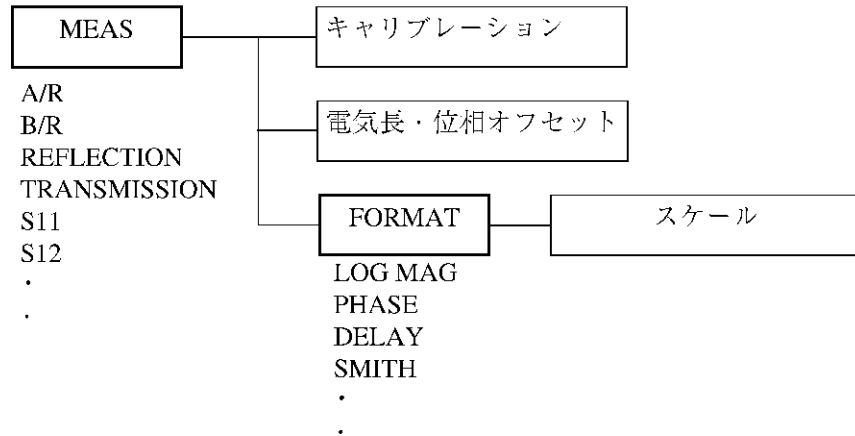 MEAS
キャリブレーション
A/R
B/R
REFLECTION
TRANSMISSION
S11
S12
・
・
電気長・位相オフセット
FORMAT
スケール
LOG MAG
PHASE
DELAY
SMITH
・
・